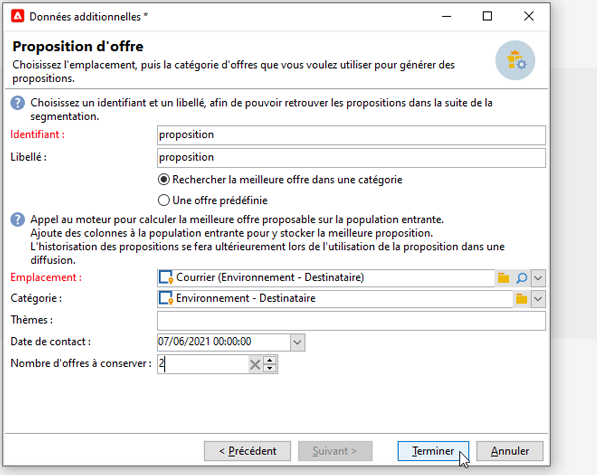 Données additionnelles *
Proposition d'offre
Choisissez l'emplacement, puis la catégorie d'offres que vous voulez utiliser pour générer des
propositions.
Choisissez un identifiant et un libellé, afin de pouvoir retrouver les propositions dans la suite de la
segmentation.
Identifiant : proposition
Libellé : proposition
Rechercher la meilleure offre dans une catégorie
Une offre prédéfinie
Appel au moteur pour calculer la meilleure offre proposable sur la population entrante.
Ajoute des colonnes à la population entrante pour y stocker la meilleure proposition.
L'historisation des propositions se fera ultérieurement lors de l'utilisation de la proposition dans une
diffusion.
Emplacement : Courrier (Environnement - Destinataire)
Catégorie : Environnement - Destinataire
Thèmes :
Date de contact : 07/06/2021 00:00:00
Nombre d'offres à conserver : 2
< Précédent Suivant > Terminer Annuler